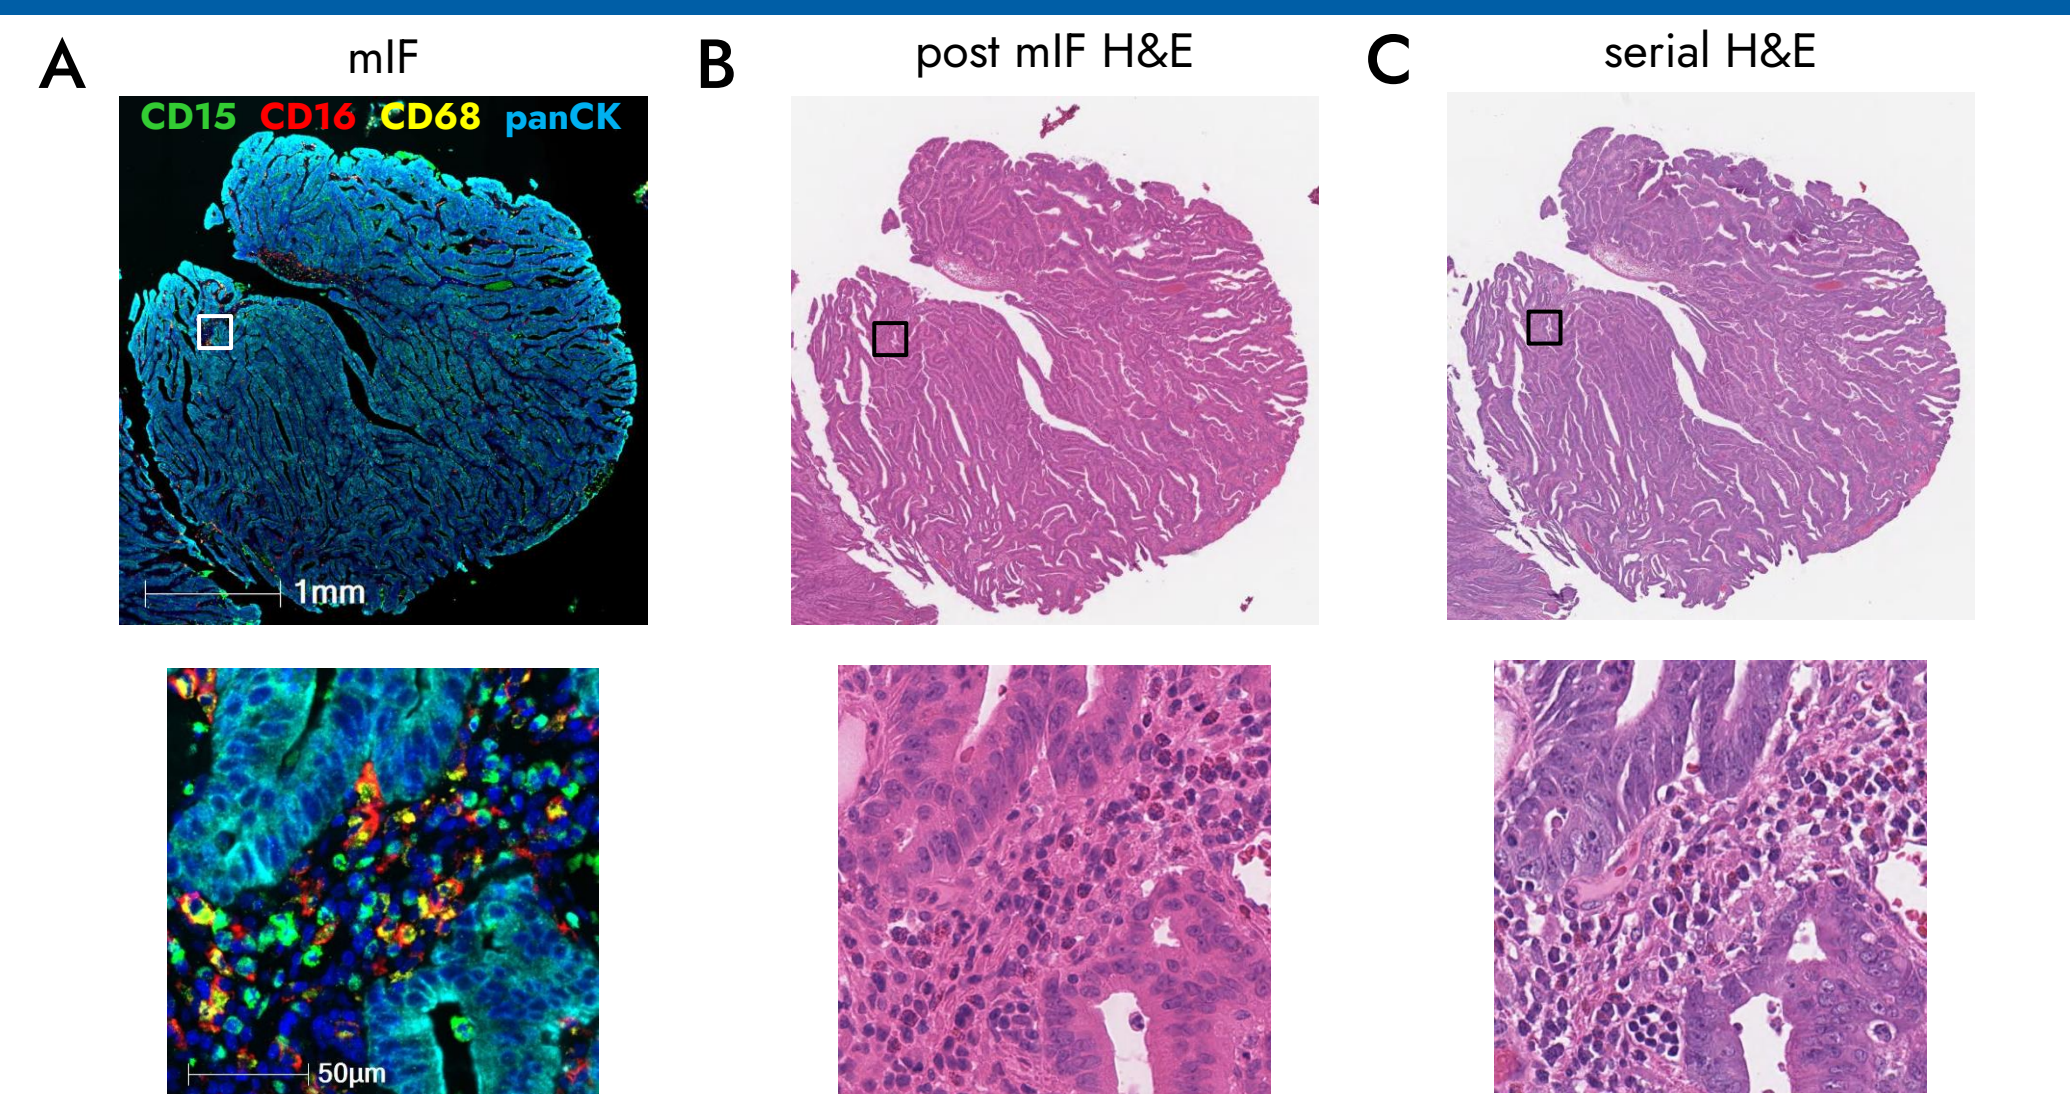 A
mIF
B
post mIF H&E
C
serial H&E
CD15 CD16 CD68 panCK
1mm
50μm